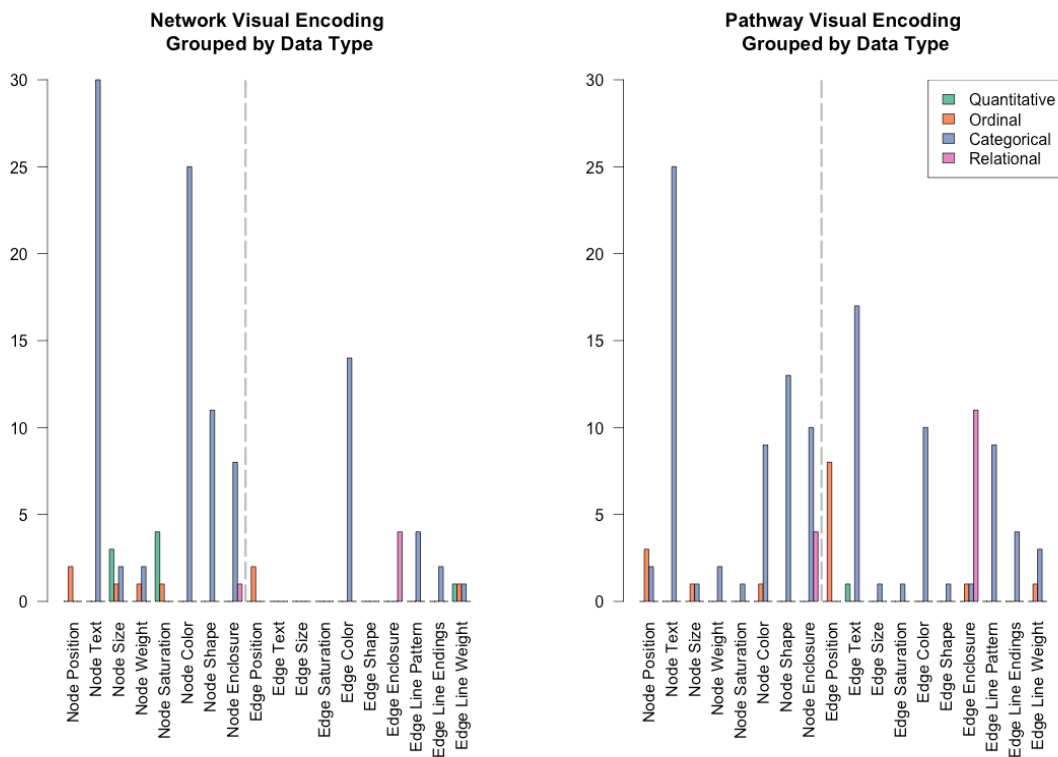 Network Visual Encoding
Grouped by Data Type
30
25
20
15
10
5
0
Node Position
Node Text
Node Size
Node Weight
Node Saturation
Node Color
Node Shape
Node Enclosure
Edge Position
Edge Text
Edge Size
Edge Saturation
Edge Color
Edge Shape
Edge Enclosure
Edge Line Pattern
Edge Line Endings
Edge Line Weight
Pathway Visual Encoding
Grouped by Data Type
Quantitative
Ordinal
Categorical
Relational
30
25
20
15
10
5
0
Node Position
Node Text
Node Size
Node Weight
Node Saturation
Node Color
Node Shape
Node Enclosure
Edge Position
Edge Text
Edge Size
Edge Saturation
Edge Color
Edge Shape
Edge Enclosure
Edge Line Pattern
Edge Line Endings
Edge Line Weight